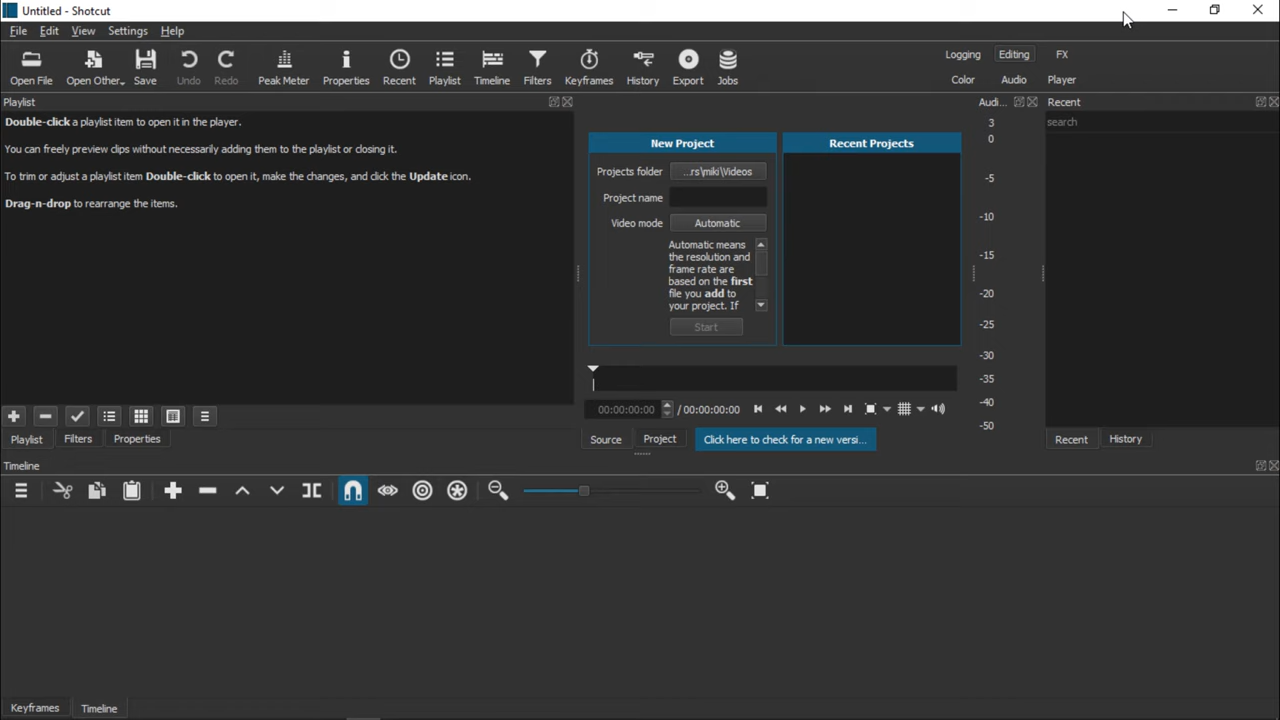 Untitled - Shotcut
File Edit View Settings Help
Open File Open Other... Save Undo Redo Peak Meter Properties Recent Playlist Timeline Filters Keyframes History Export Jobs
Logging Editing FX
Color Audio Player
Playlist
Double-click a playlist item to open it in the player.
You can freely preview clips without necessarily adding them to the playlist or closing it.
To trim or adjust a playlist item Double-click to open it, make the changes, and click the Update icon.
Drag-n-drop to rearrange the items.
Playlist Filters Properties
New Project
Projects folder ...rs\miki\Videos
Project name
Video mode Automatic
Automatic means
the resolution and
frame rate are
based on the first
file you add to
your project. If
Start
Recent Projects
00:00:00:00 / 00:00:00:00
Source Project Click here to check for a new versi...
Audi...
3
0
-5
-10
-15
-20
-25
-30
-35
-40
-50
Recent
search
Recent History
Timeline
Keyframes Timeline